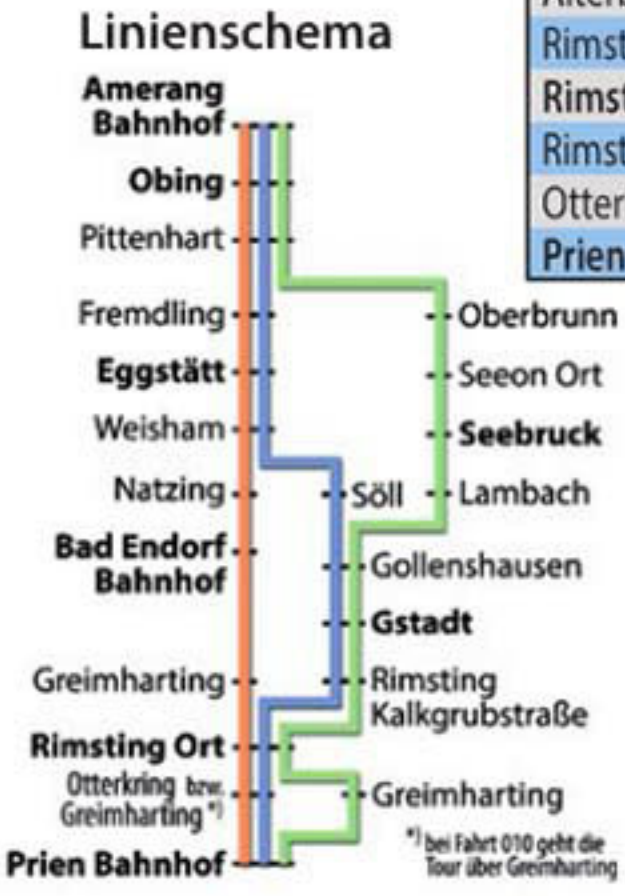 Linienschema
Rimst
Rimst
Rimst
Otter
Prien
Amerang
Bahnhof
Obing
Pittenhart
Fremdling
Oberbrunn
Eggstätt
Seeon Ort
Weisham
Seebruck
Natzing
Söll
Lambach
Bad Endorf
Bahnhof
Gollenshausen
Gstadt
Greimharting
Rimsting
Kalkgrubstraße
Rimsting Ort
Otterkring bzw.
Greimharting *)
Greimharting
Prien Bahnhof
*) bei Fahrt 010 geht die
Tour über Greimharting